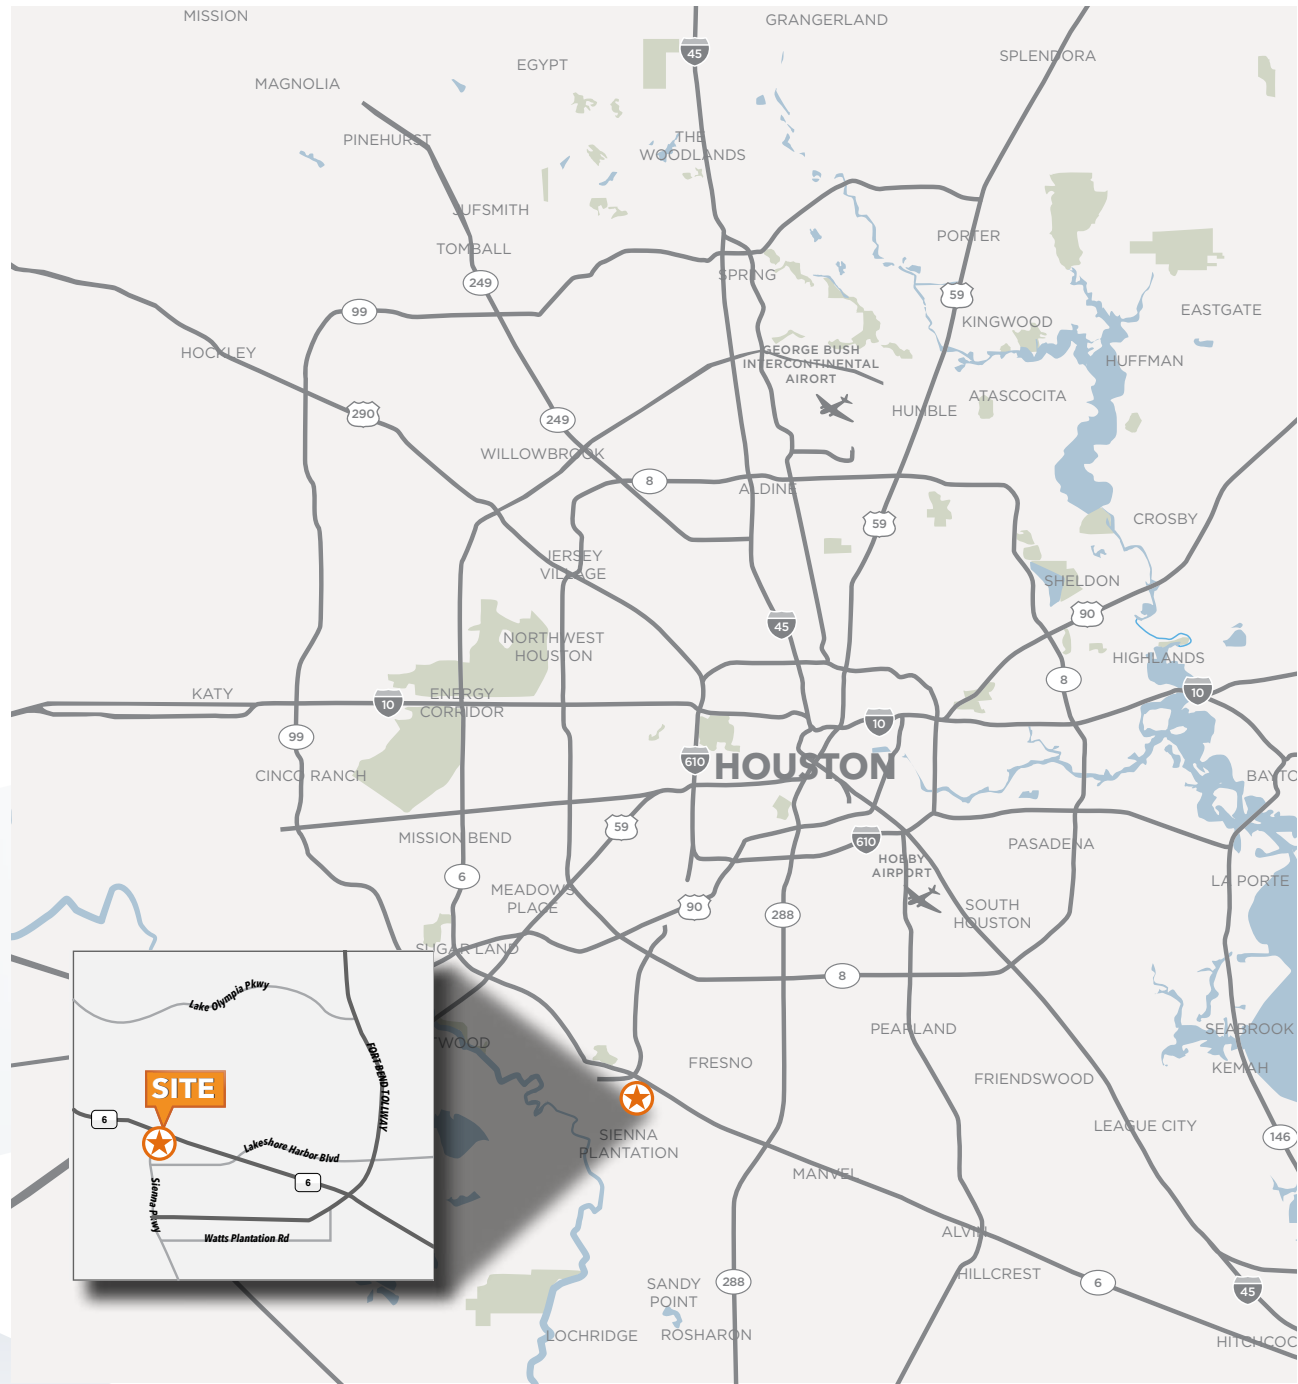 MISSION
GRANGERLAND
45
SPLENDORA
EGYPT
MAGNOLIA
PINEHURST
THE
WOODLANDS
JUFSMITH
PORTER
TOMBALL
SPRING
249
59
99
EASTGATE
KINGWOOD
HOCKLEY
GEORGE BUSH
INTERCONTINENTAL
AIRORT
HUFFMAN
ATASCOCITA
290
249
HUMBLE
WILLOWBROOK
8
ALDINE
59
CROSBY
JERSEY
VILLAGE
SHELDON
90
45
NORTHWEST
HOUSTON
HIGHLANDS
8
KATY
ENERGY
CORRIDOR
10
10
10
99
610
HOUSTON
CINCO RANCH
BAYTO
59
MISSION BEND
610
PASADENA
HOBBY
AIRPORT
6
MEADOWS
PLACE
LA PORTE
90
288
SOUTH
HOUSTON
SUGAR LAND
8
Lake Olympia Pkwy
PEARLAND
SEABROOK
TWOOD
FORT BEND TOLLWAY
FRESNO
KEMAH
SITE
FRIENDSWOOD
6
LEAGUE CITY
SIENNA
PLANTATION
146
Lakeshore Harbor Blvd
MANVEL
6
Sienna Pkwy
Watts Plantation Rd
ALVIN
HILLCREST
SANDY
POINT
288
6
45
LOCHRIDGE
ROSHARON
HITCHCOC